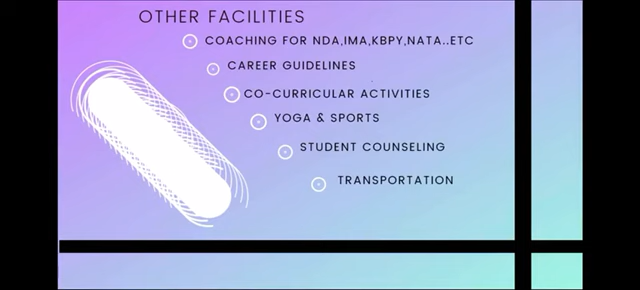 OTHER FACILITIES
COACHING FOR NDA,IMA,KBPY,NATA..ETC
CAREER GUIDELINES
CO-CURRICULAR ACTIVITIES
YOGA & SPORTS
STUDENT COUNSELING
TRANSPORTATION